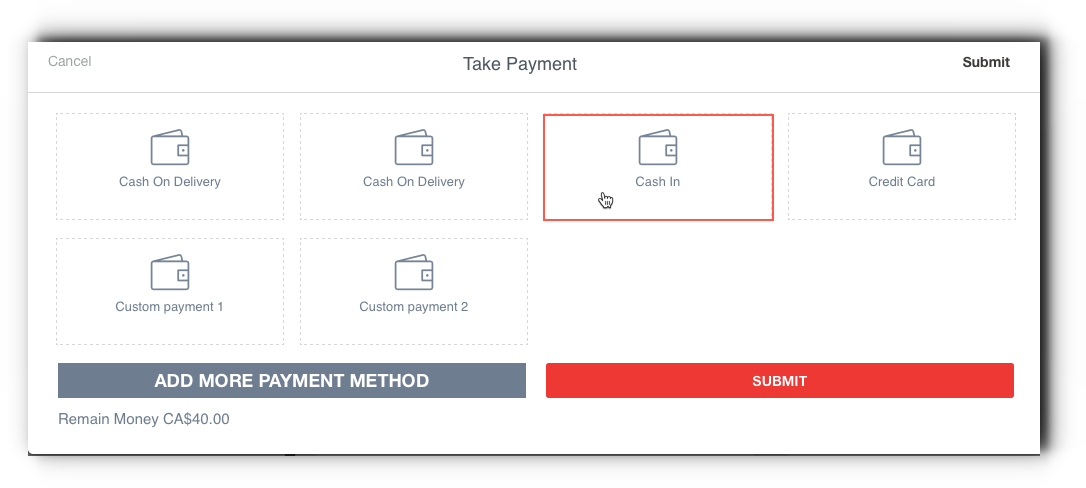 Cancel
Take Payment
Submit
Cash On Delivery
Cash On Delivery
Cash In
Credit Card
Custom payment 1
Custom payment 2
ADD MORE PAYMENT METHOD
SUBMIT
Remain Money CA$40.00